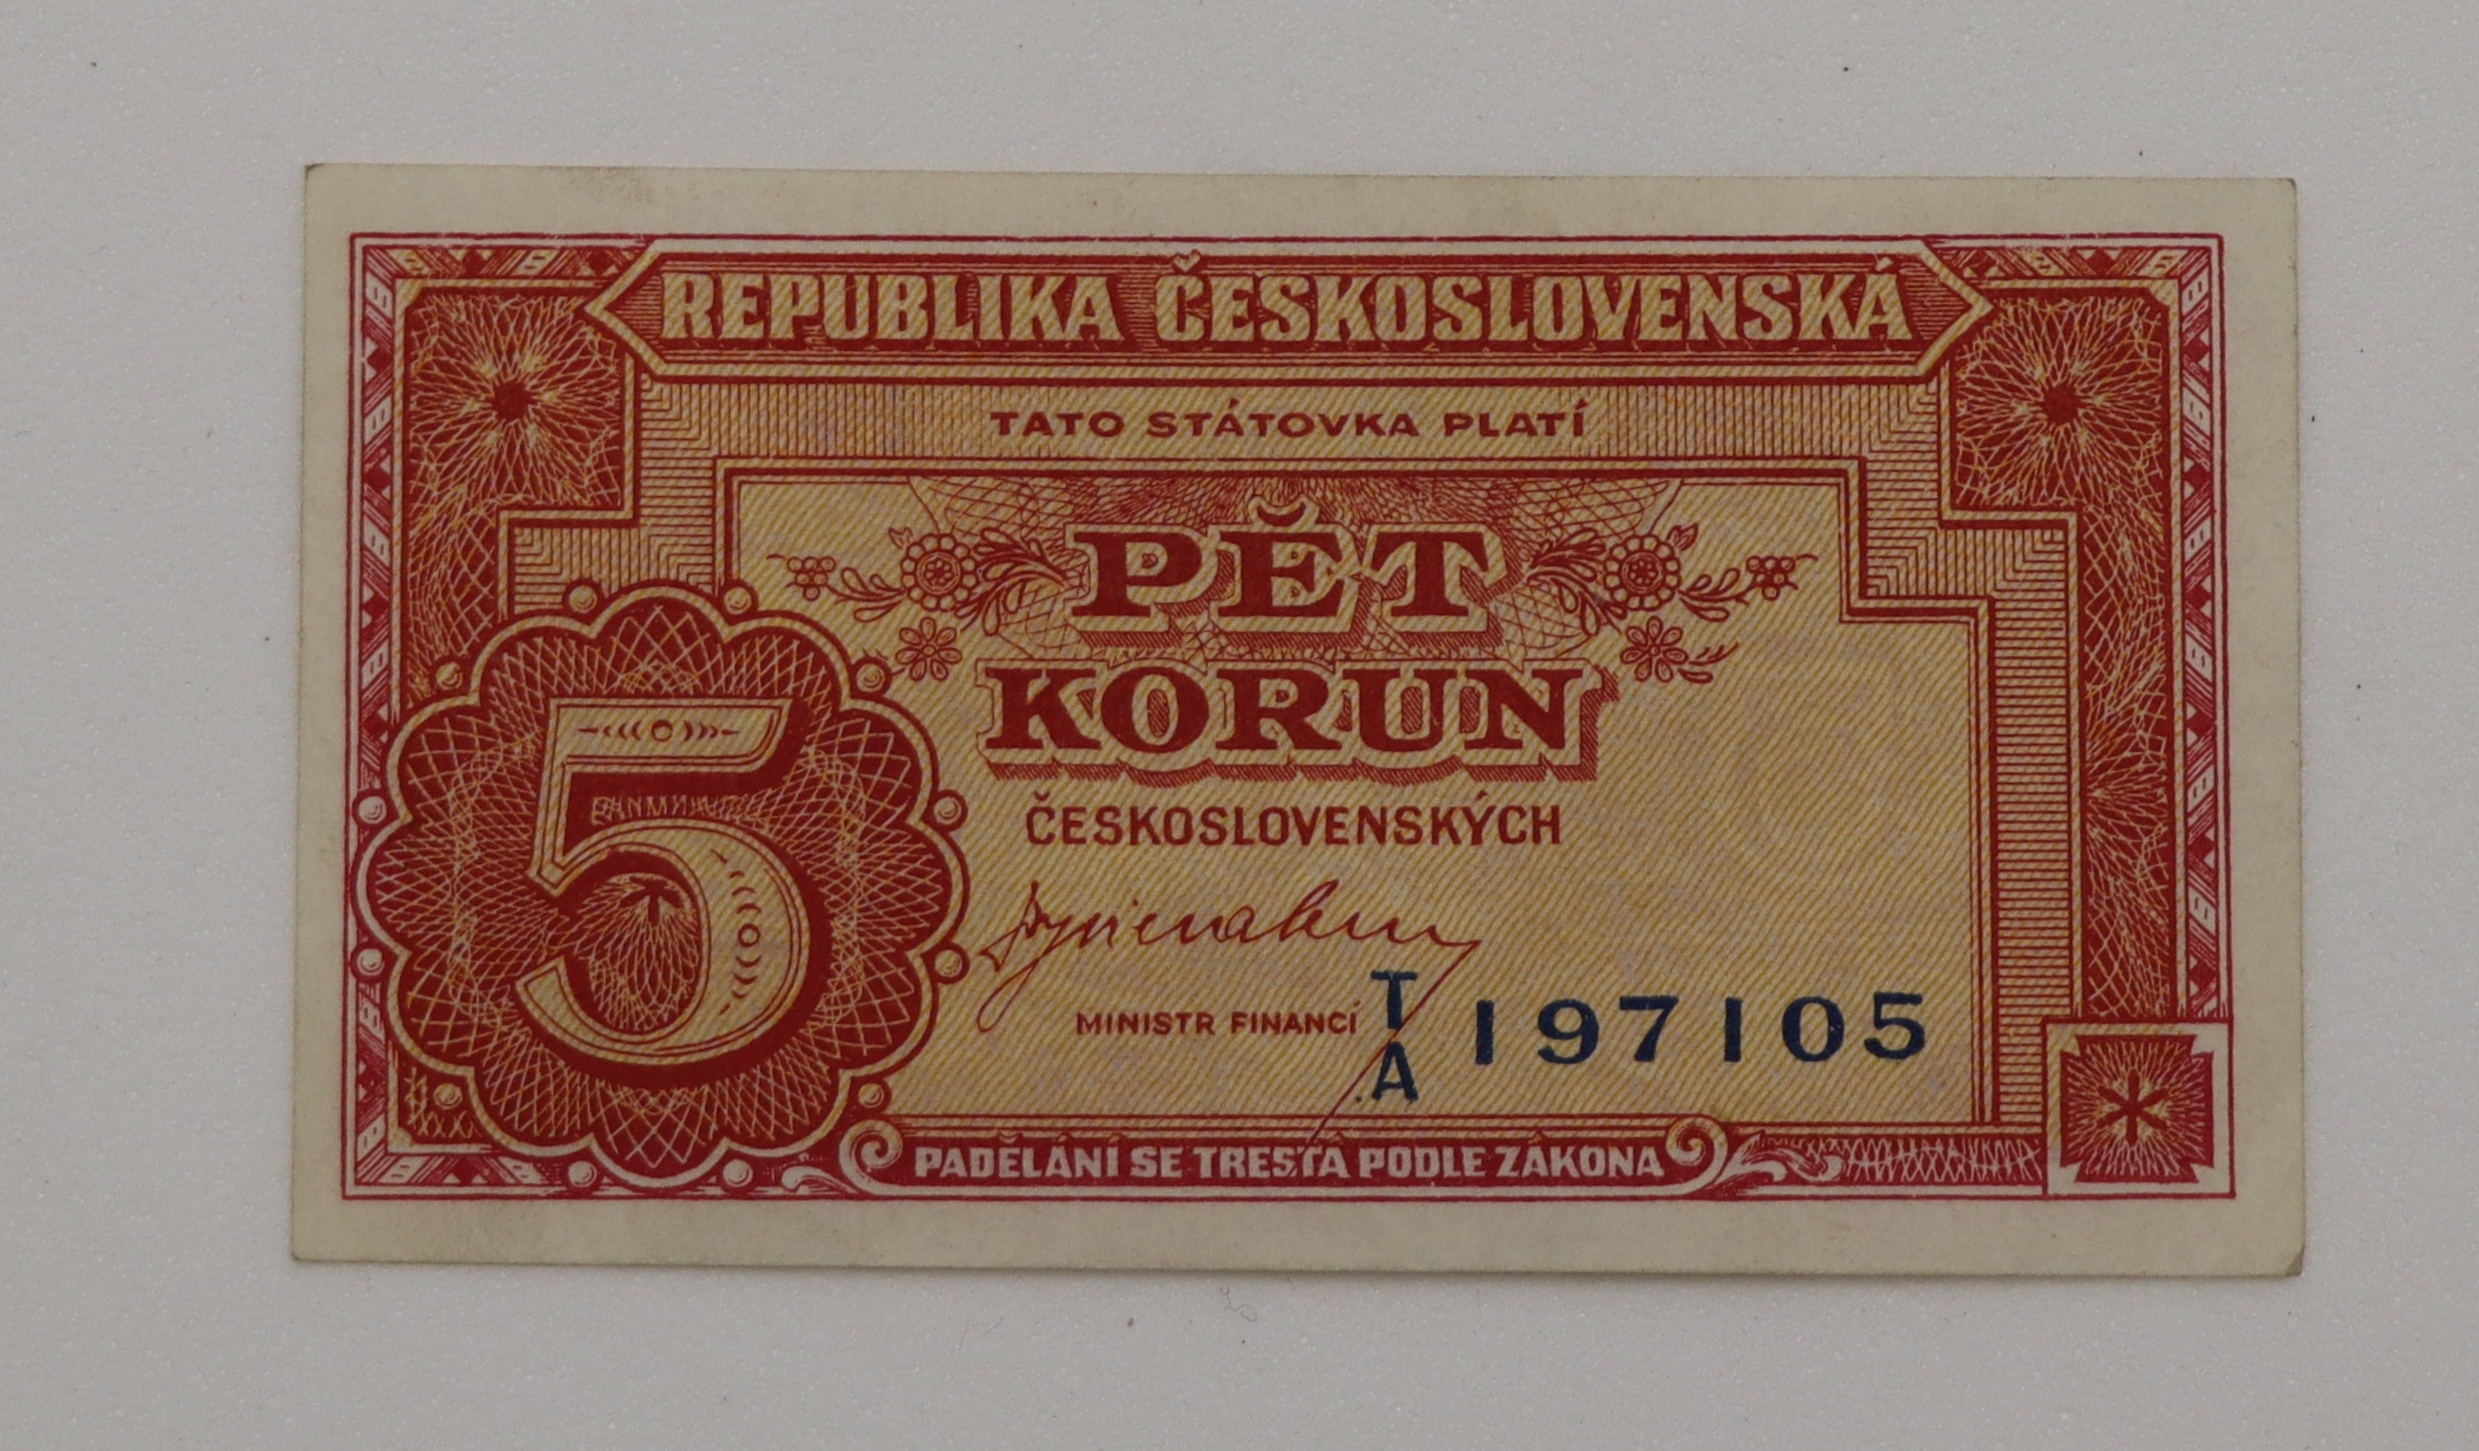 REPUBLIKA ČESKOSLOVENSKÁ
TATO STÁTOVKA PLATÍ
PĚT
KORUN
ČESKOSLOVENSKÝCH
5
MINISTR FINANCÍ
T
A 197105
PADĚLÁNÍ SE TRESTÁ PODLE ZÁKONA